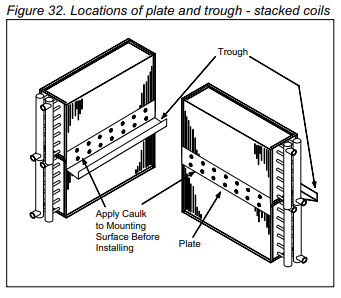 Figure 32. Locations of plate and trough - stacked coils
Trough
Apply Caulk
to Mounting
Surface Before
Installing
Plate